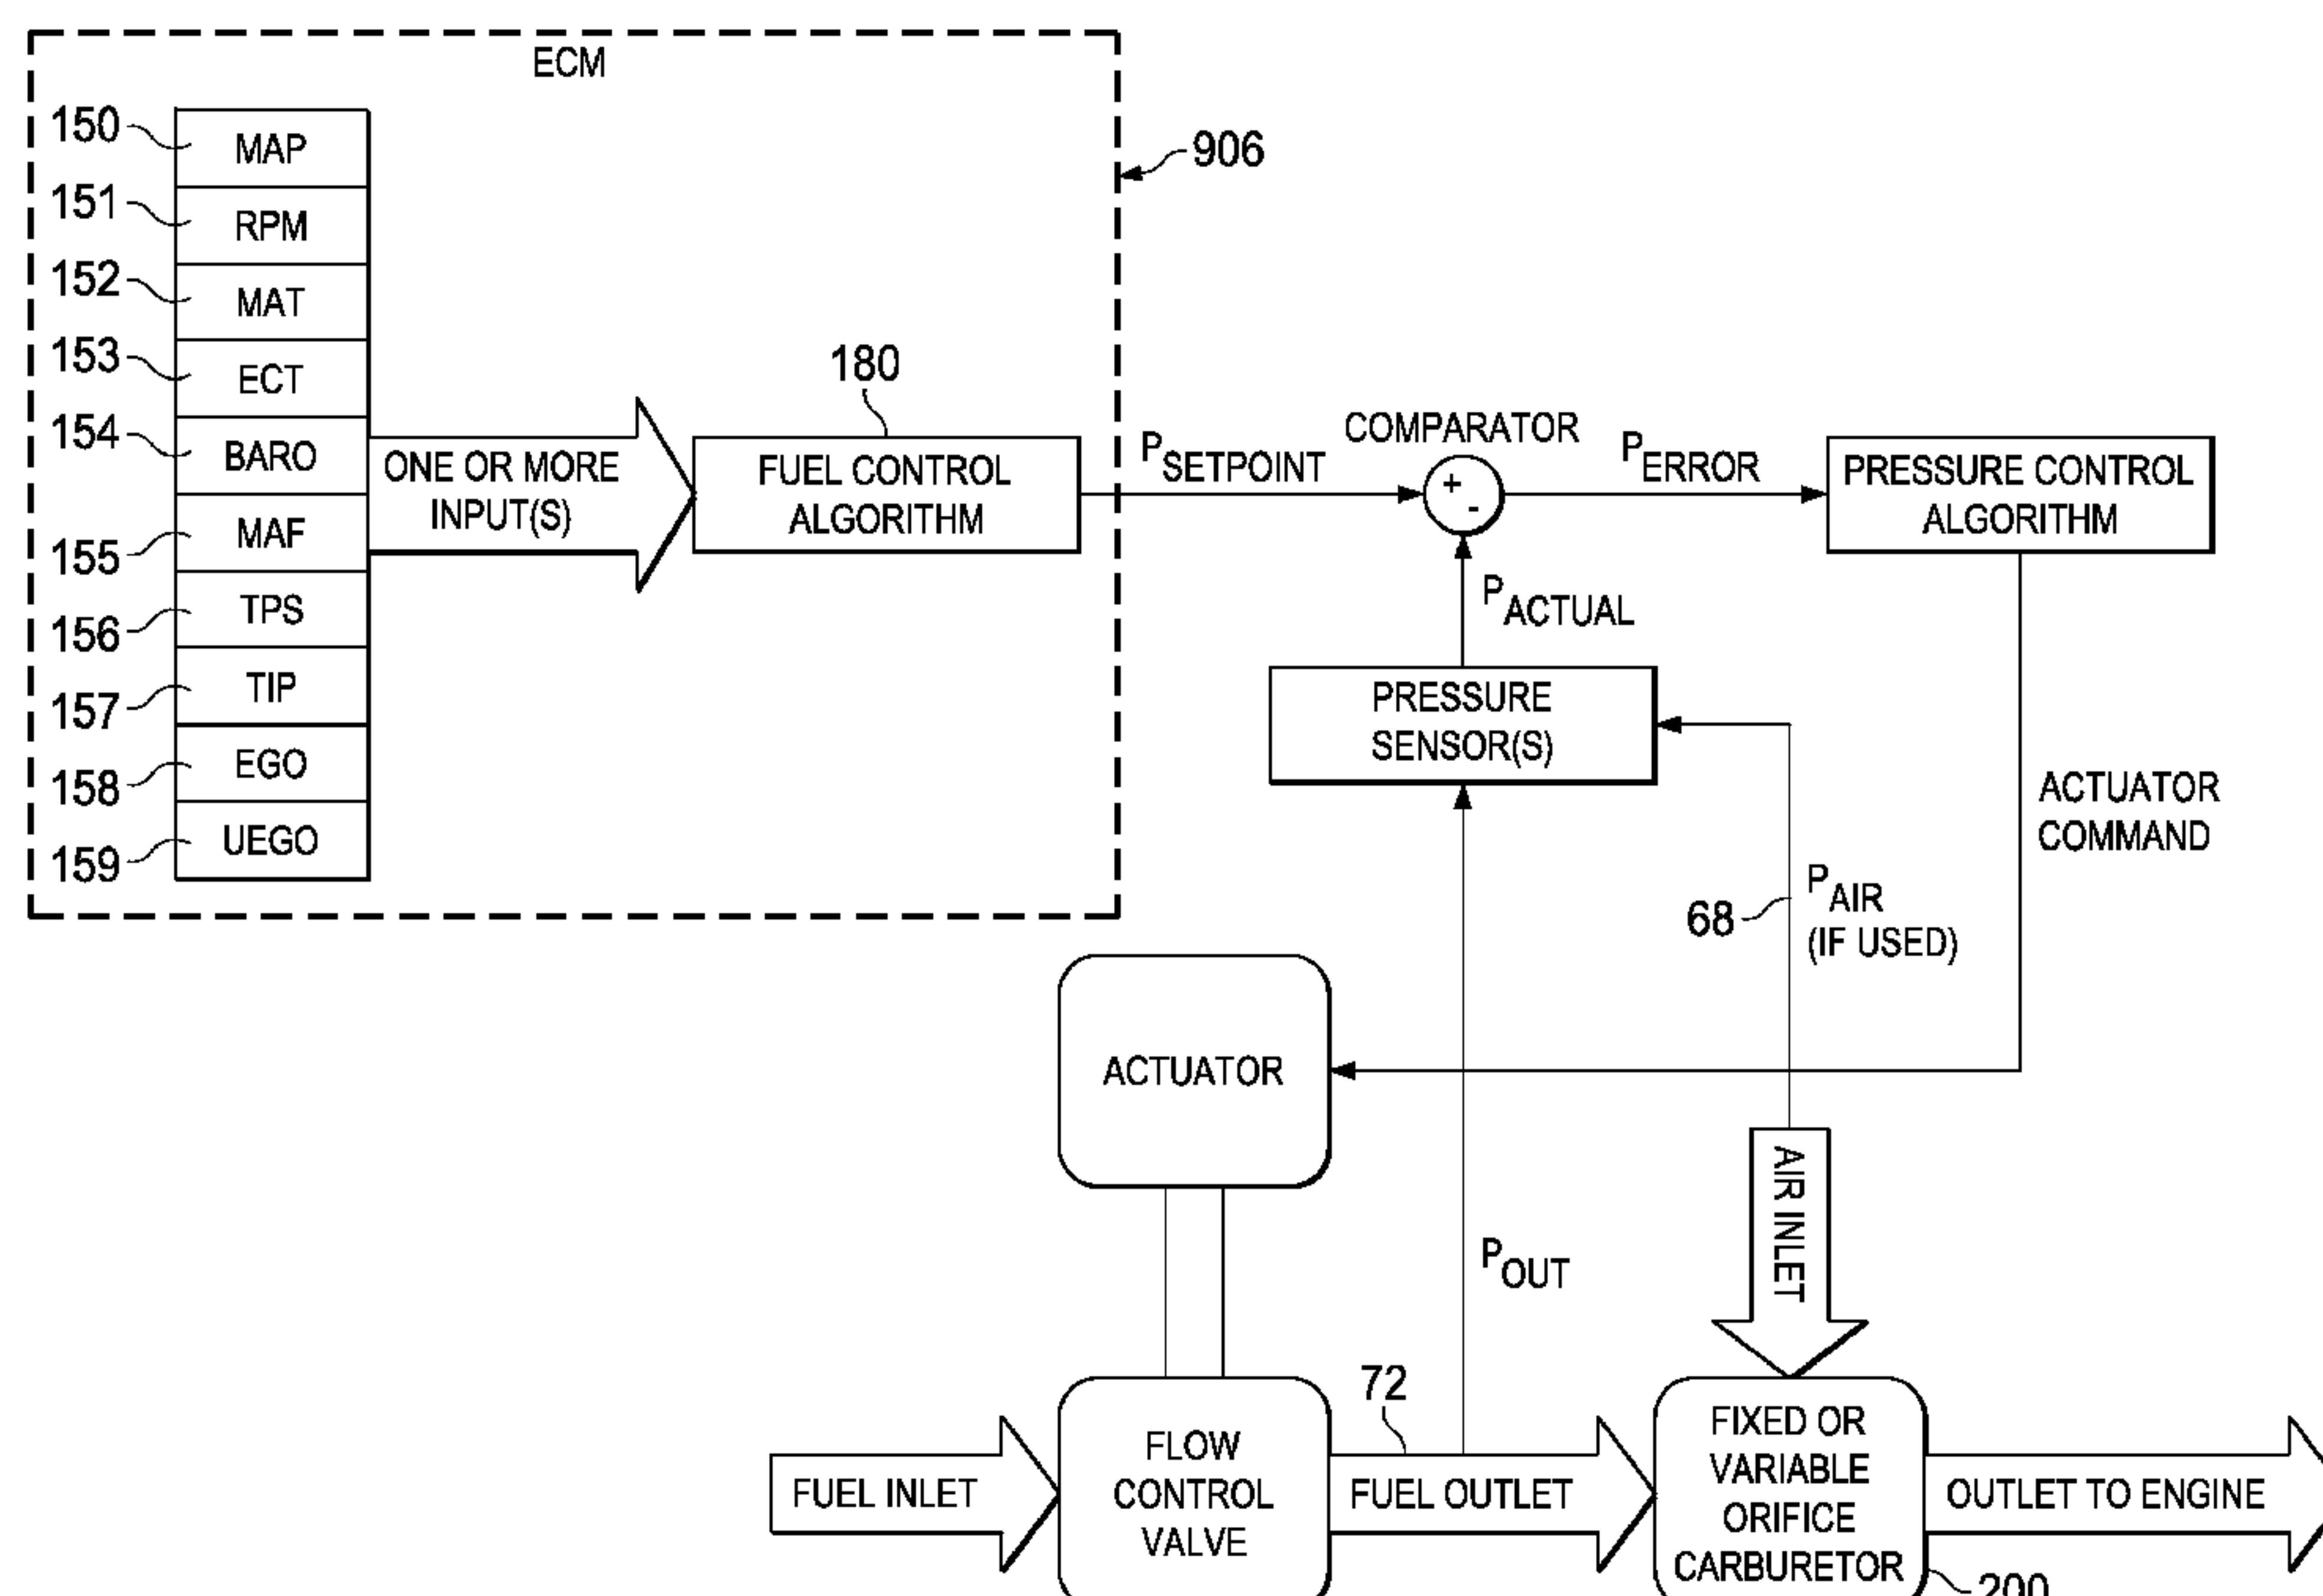 ECM
150
MAP
151
RPM
152
MAT
153
ECT
154
BARO
155
MAF
156
TPS
157
TIP
158
EGO
159
UEGO
ONE OR MORE
INPUT(S)
180
FUEL CONTROL
ALGORITHM
906
PSETPOINT
COMPARATOR
+
-
PERROR
PRESSURE CONTROL
ALGORITHM
PACTUAL
PRESSURE
SENSOR(S)
ACTUATOR
COMMAND
68
PAIR
(IF USED)
ACTUATOR
AIR INLET
POUT
72
FUEL INLET
FLOW
CONTROL
VALVE
FUEL OUTLET
FIXED OR
VARIABLE
ORIFICE
CARBURETOR
OUTLET TO ENGINE
200